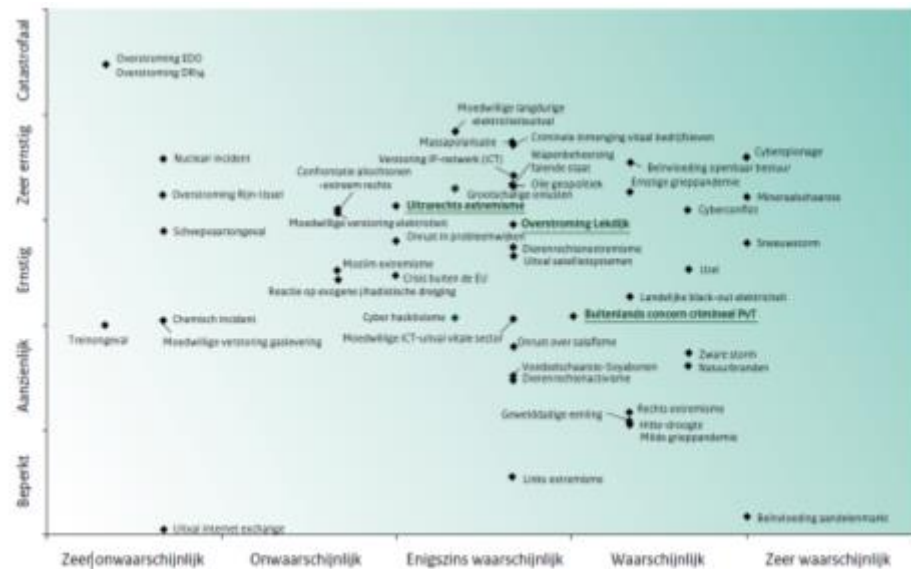 Catastrofaal
Zeer ernstig
Ernstig
Aanzienlijk
Beperkt
Overstroming EDO
Overstroming DR14
Moedwillige langdurige
elektriciteitsuitval
Massapolarisatie
Criminele inmenging vitaal bedrijfsleven
Nucleair incident
Verstoring IP-netwerk (ICT)
Wapenbeheersing
falende staat
Cyberspionage
Beïnvloeding openbaar bestuur
Confrontatie allochtonen
-extreem rechts
Olie geopolitiek
Ernstige grieppandemie
Overstroming Rijn-IJssel
Grootschalige onlusten
Mineraalschaarste
Ultrarechts extremisme
Cyberconflict
Moedwillige verstoring elektriciteit
Overstroming Lekdijk
Scheepvaartongeval
Onrust in probleemwijken
Dierenrechtenextremisme
Sneeuwstorm
Uitval satellietsystemen
Moslim extremisme
IJzel
Crisis buiten de EU
Reactie op exogene jihadistische dreiging
Landelijke black-out elektriciteit
Chemisch incident
Cyber hacktivisme
Buitenlands concern crimineel PVT
Treinongeval
Moedwillige verstoring gaslevering
Moedwillige ICT-uitval vitale sector
Onrust over salafisme
Zware storm
Voedselschaarste-Soyabonen
Natuurbranden
Dierenrechtenactivisme
Rechts extremisme
Gewelddadige eenling
Hitte-droogte
Milde grieppandemie
Links extremisme
Beïnvloeding aandelenmarkt
Uitval internet exchange
Zeer onwaarschijnlijk
Onwaarschijnlijk
Enigszins waarschijnlijk
Waarschijnlijk
Zeer waarschijnlijk